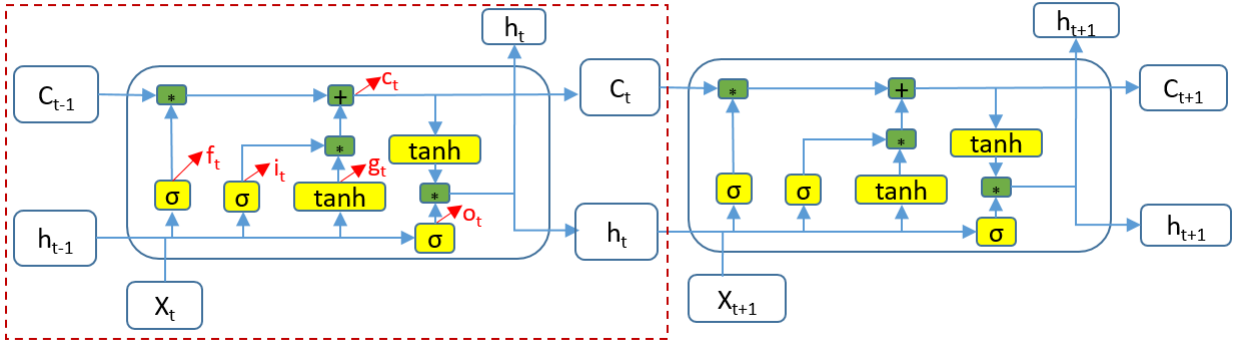 h_t
h_{t+1}
C_{t-1} * + c_t C_t * + C_{t+1}
* *
tanh tanh
f_t i_t g_t
σ σ tanh * σ σ tanh *
o_t
h_{t-1} σ h_t σ h_{t+1}
X_t X_{t+1}